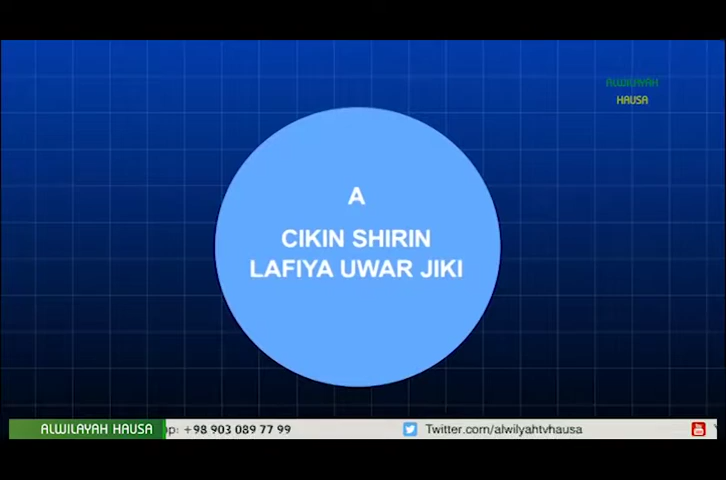 ALWILAYAH
HAUSA
A
CIKIN SHIRIN
LAFIYA UWAR JIKI
ALWILAYAH HAUSA
p: +98 903 089 77 99
Twitter.com/alwilyahtvhausa